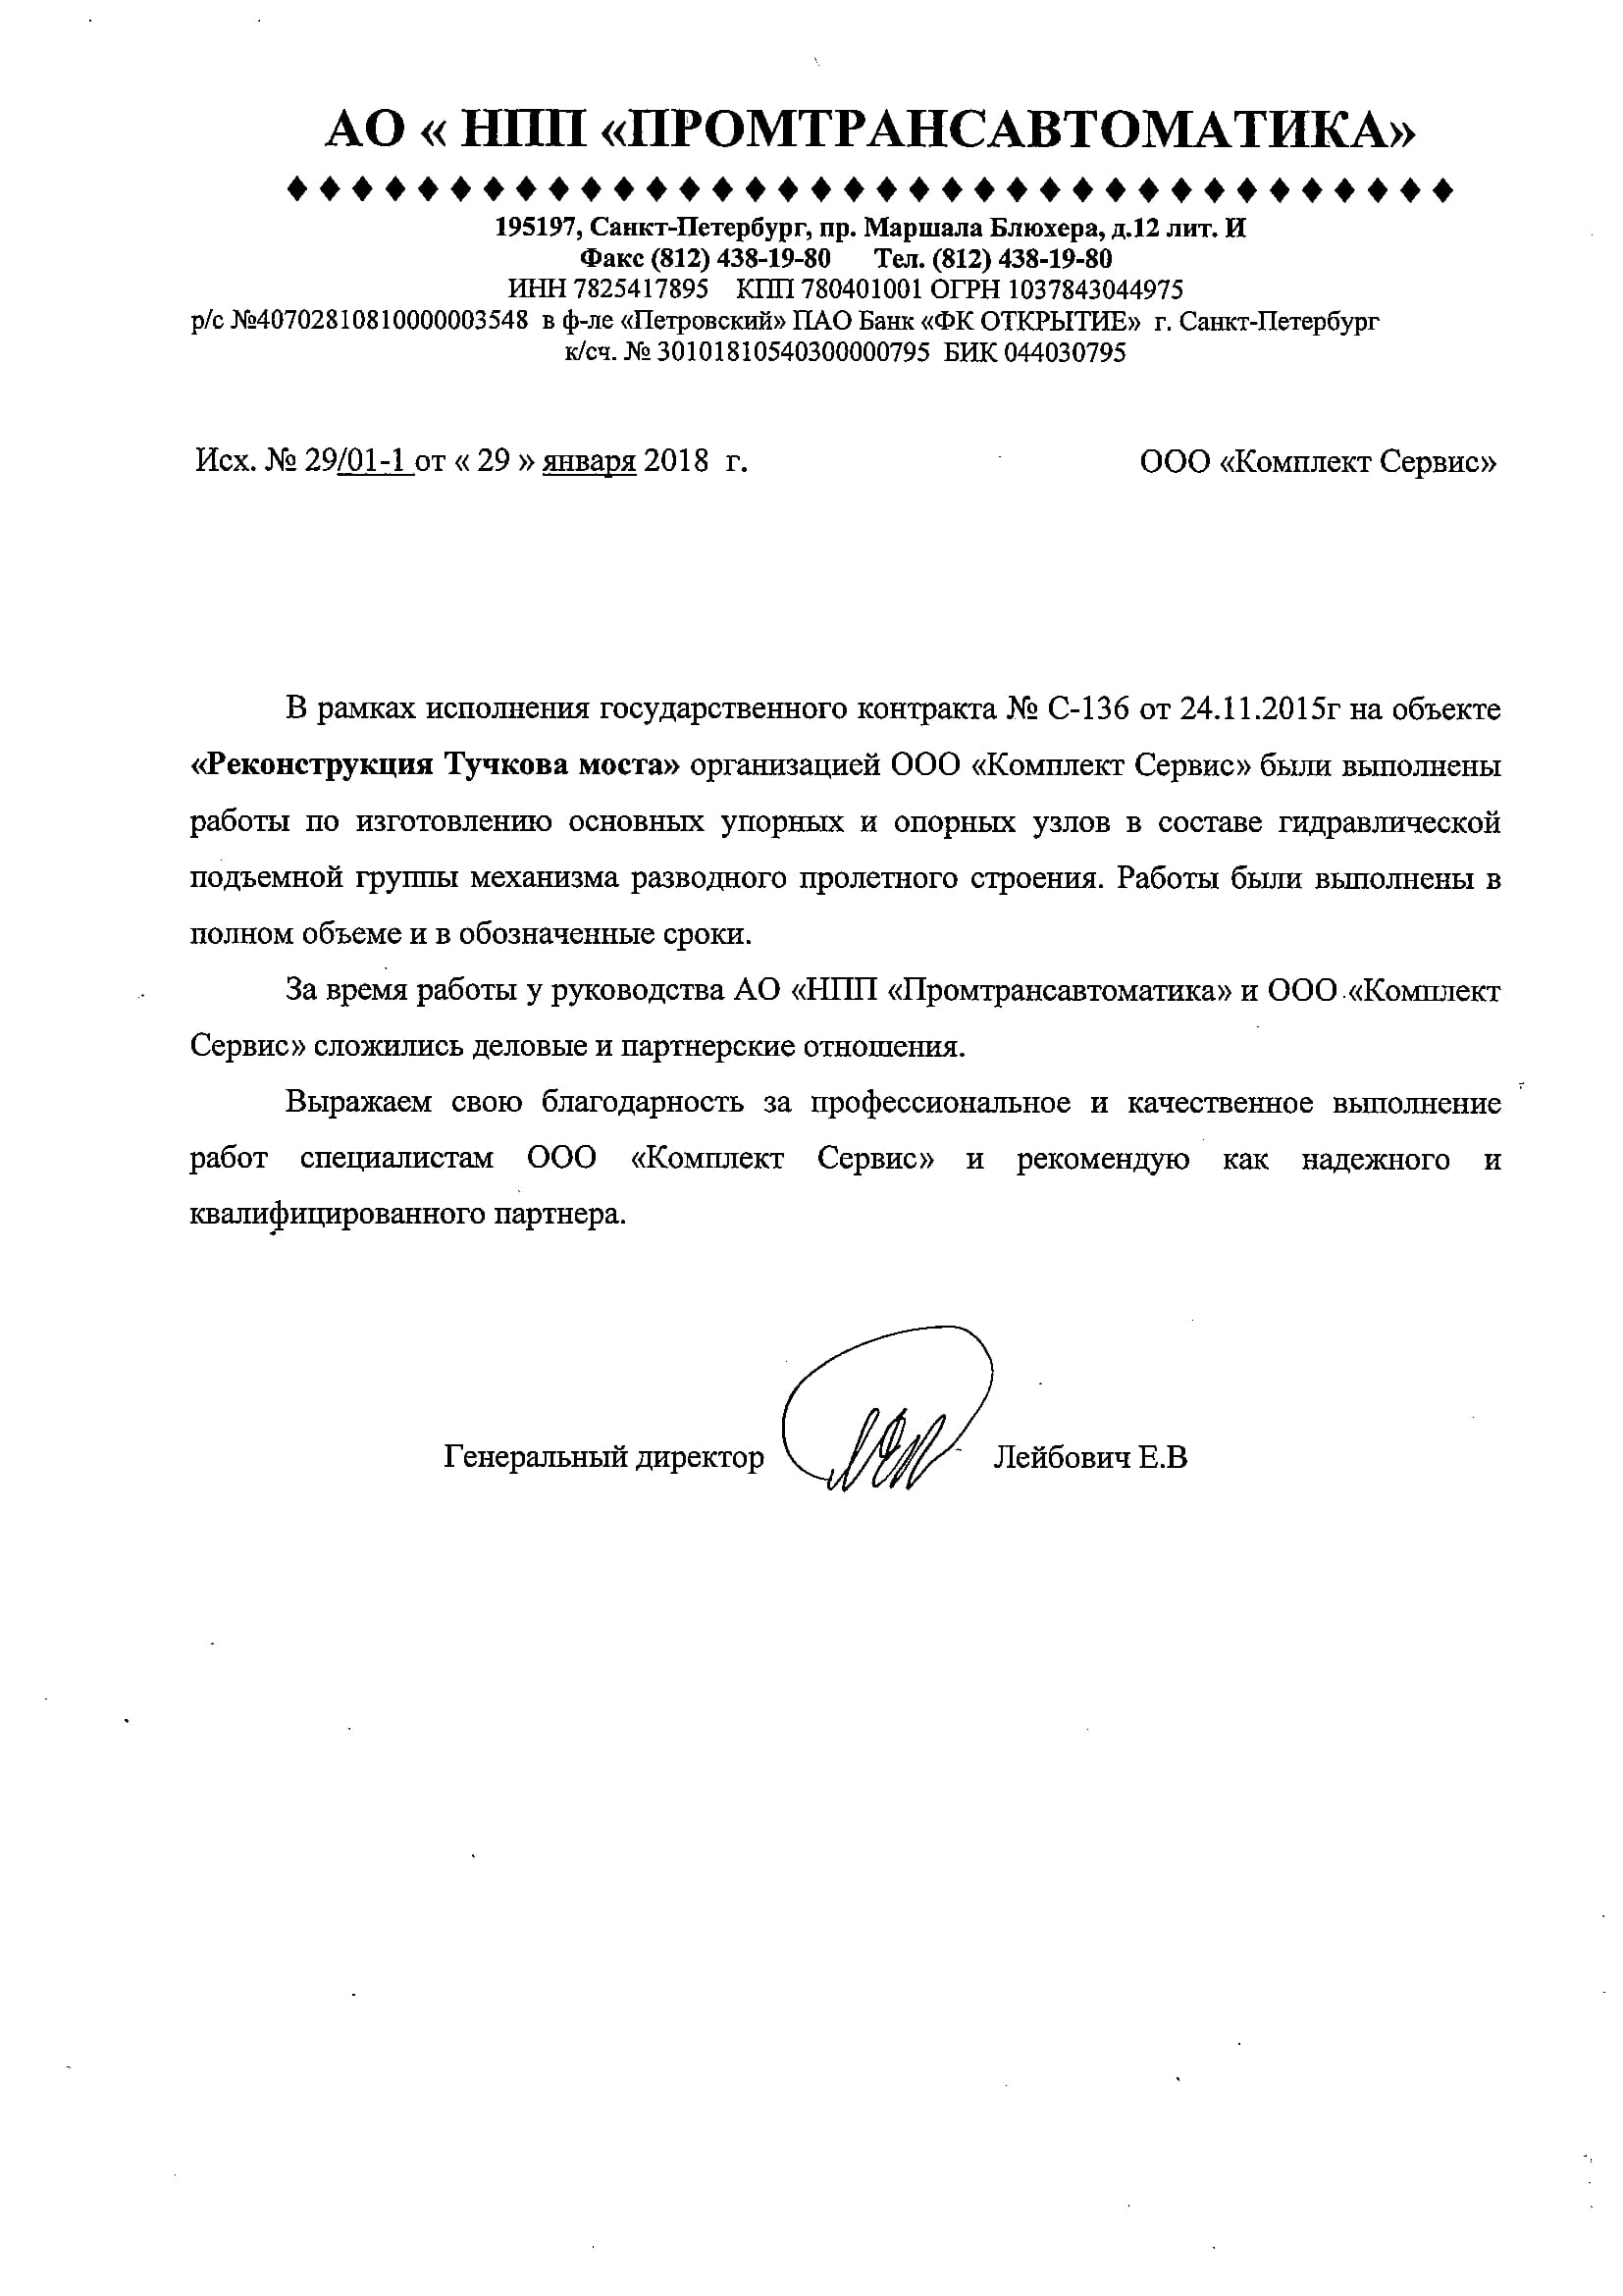 АО « НПП «ПРОМТРАНСАВТОМАТИКА»
195197, Санкт-Петербург, пр. Маршала Блюхера, д.12 лит. И
Факс (812) 438-19-80 Тел. (812) 438-19-80
ИНН 7825417895 КПП 780401001 ОГРН 1037843044975
р/с №40702810810000003548 в ф-ле «Петровский» ПАО Банк «ФК ОТКРЫТИЕ» г. Санкт-Петербург
к/сч. № 30101810540300000795 БИК 044030795
Исх. № 29/01-1 от « 29 » января 2018 г. ООО «Комплект Сервис»
В рамках исполнения государственного контракта № С-136 от 24.11.2015г на объекте
«Реконструкция Тучкова моста» организацией ООО «Комплект Сервис» были выполнены
работы по изготовлению основных упорных и опорных узлов в составе гидравлической
подъемной группы механизма разводного пролетного строения. Работы были выполнены в
полном объеме и в обозначенные сроки.
За время работы у руководства АО «НПП «Промтрансавтоматика» и ООО «Комплект
Сервис» сложились деловые и партнерские отношения.
Выражаем свою благодарность за профессиональное и качественное выполнение
работ специалистам ООО «Комплект Сервис» и рекомендую как надежного и
квалифицированного партнера.
Генеральный директор Лейбович Е.В